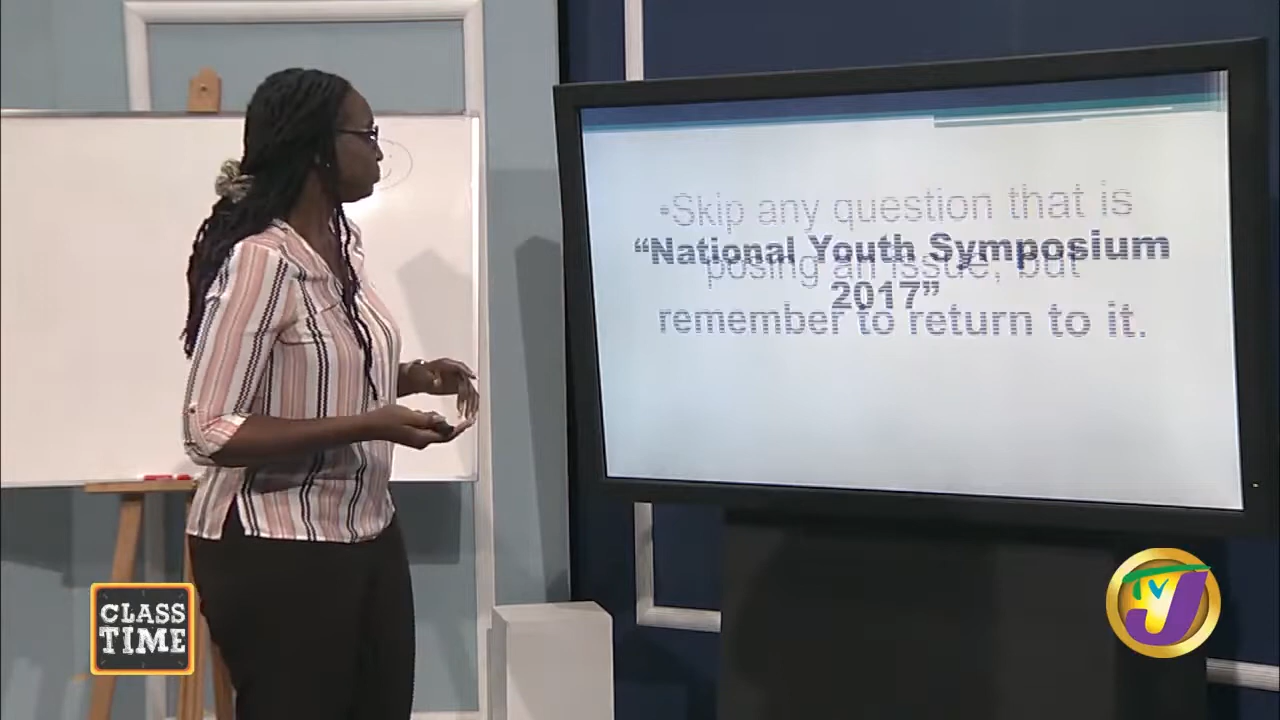 •Skip any question that is
“National Youth Symposium
posing an issue, but
2017”
remember to return to it.
CLASS
TIME
TVJ